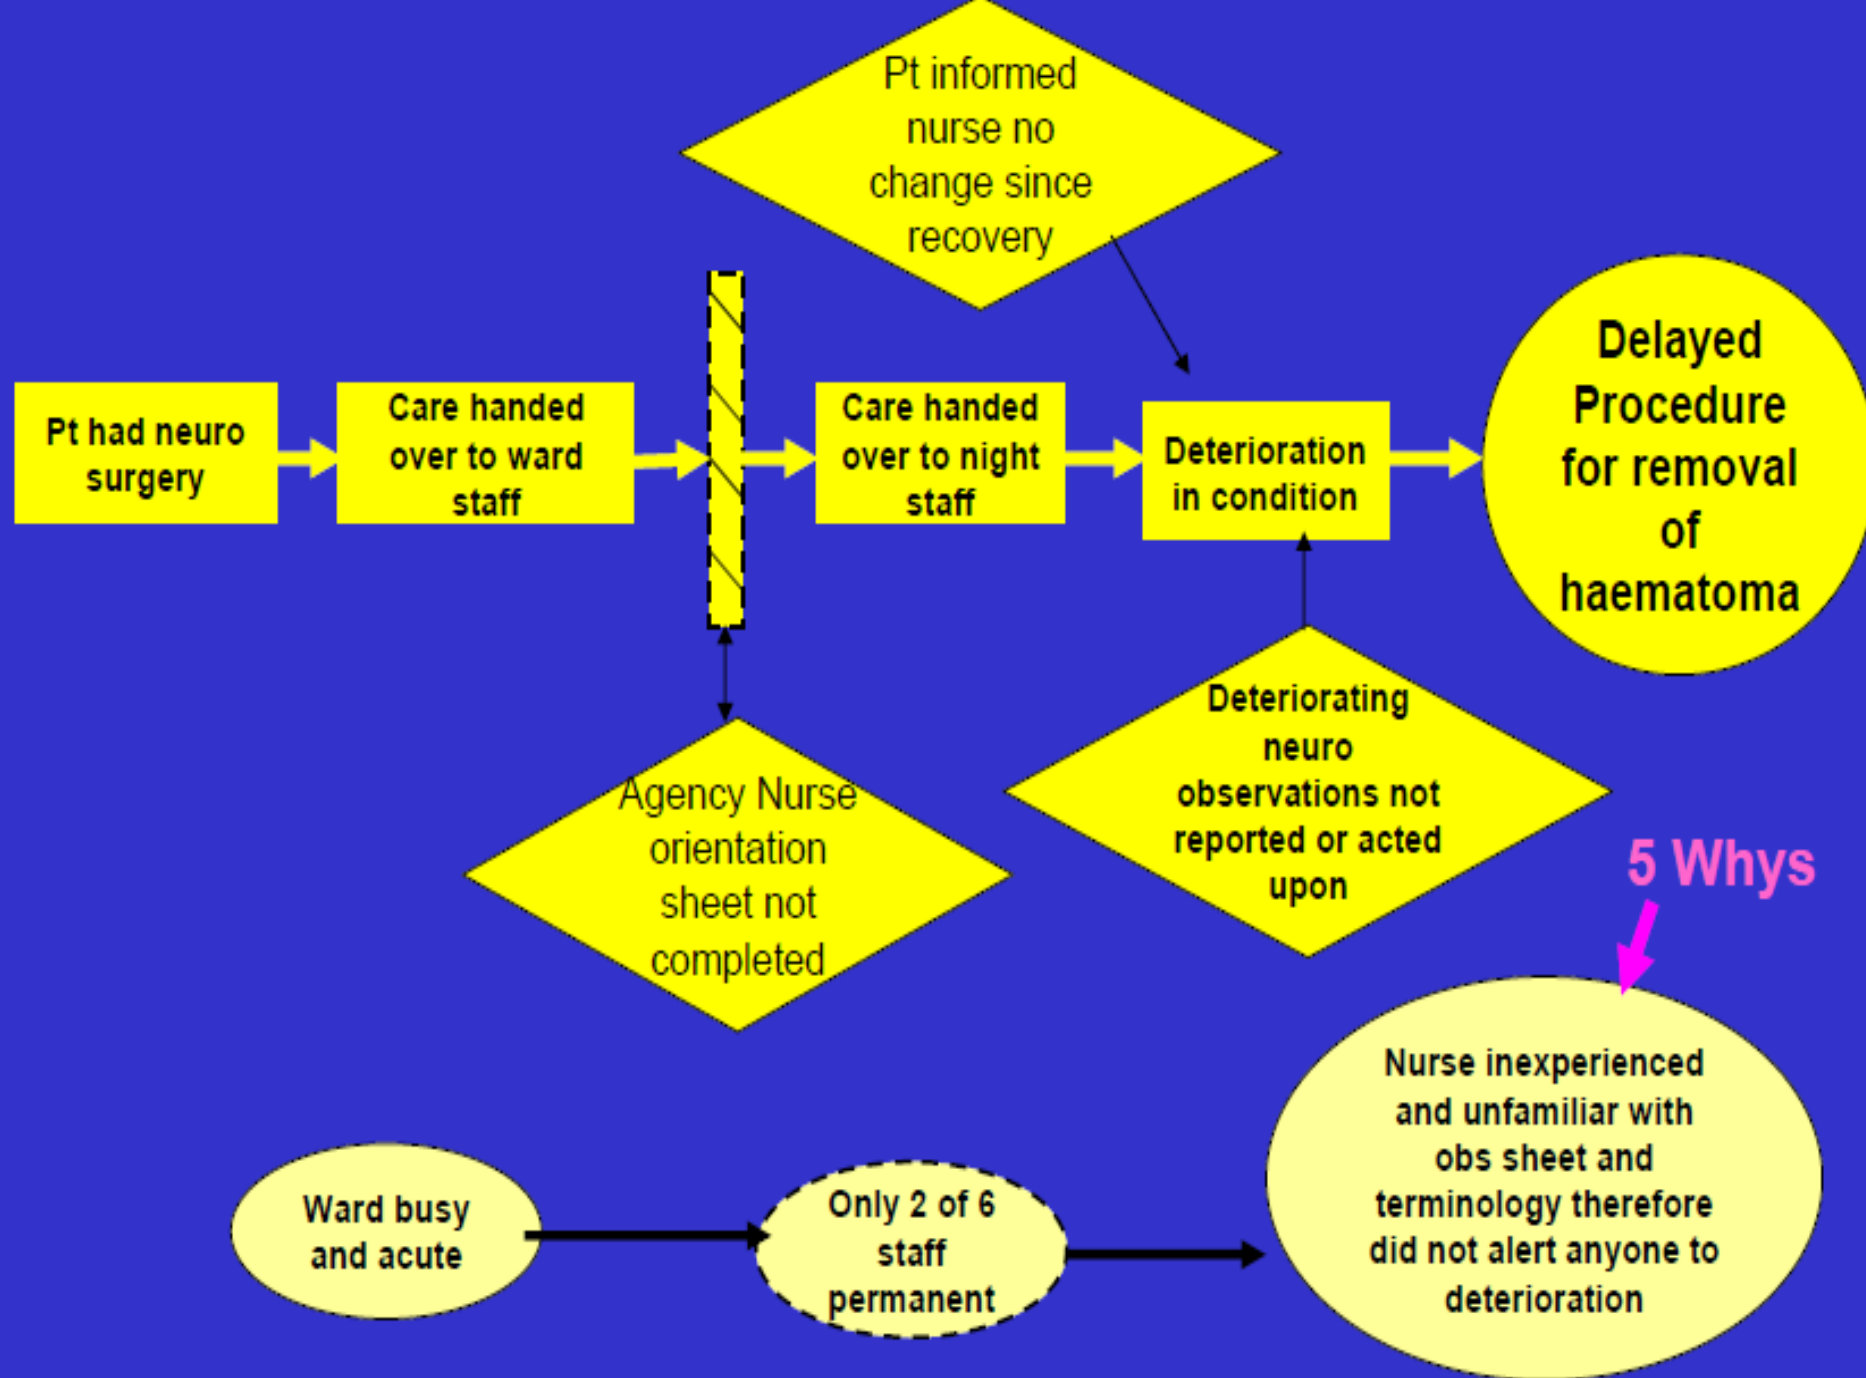 Pt informed
nurse no
change since
recovery
Pt had neuro
surgery
Care handed
over to ward
staff
Care handed
over to night
staff
Deterioration
in condition
Delayed
Procedure
for removal
of
haematoma
Agency Nurse
orientation
sheet not
completed
Deteriorating
neuro
observations not
reported or acted
upon
5 Whys
Ward busy
and acute
Only 2 of 6
staff
permanent
Nurse inexperienced
and unfamiliar with
obs sheet and
terminology therefore
did not alert anyone to
deterioration